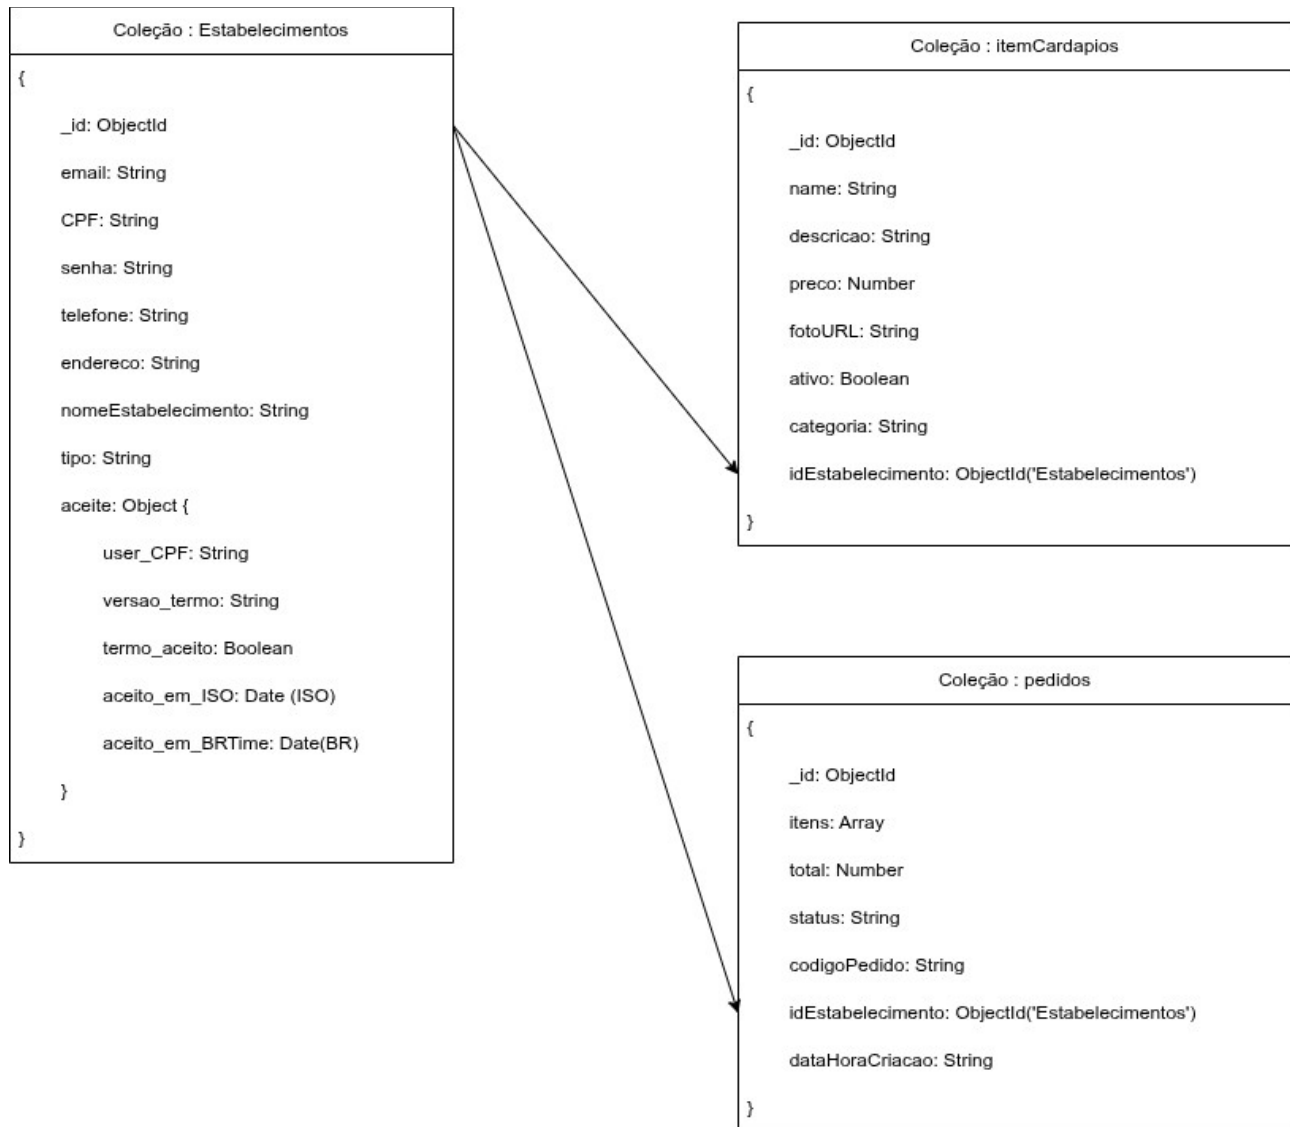 Coleção : Estabelecimentos
{
_id: ObjectId
email: String
CPF: String
senha: String
telefone: String
endereco: String
nomeEstabelecimento: String
tipo: String
aceite: Object {
user_CPF: String
versao_termo: String
termo_aceito: Boolean
aceito_em_ISO: Date (ISO)
aceito_em_BRTime: Date(BR)
}
}
Coleção : itemCardapios
{
_id: ObjectId
name: String
descricao: String
preco: Number
fotoURL: String
ativo: Boolean
categoria: String
idEstabelecimento: ObjectId('Estabelecimentos')
}
Coleção : pedidos
{
_id: ObjectId
itens: Array
total: Number
status: String
codigoPedido: String
idEstabelecimento: ObjectId('Estabelecimentos')
dataHoraCriacao: String
}